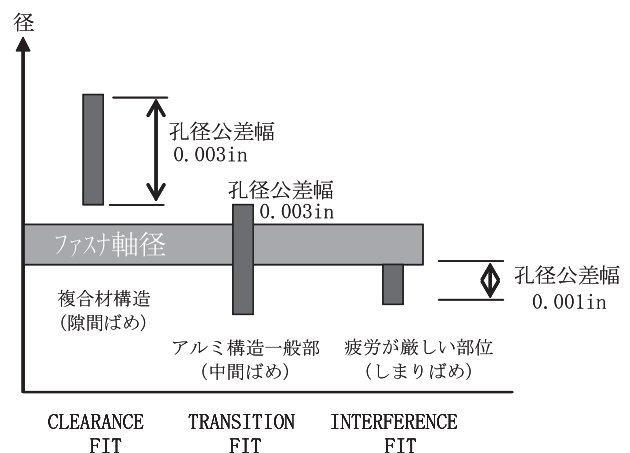 径
孔径公差幅
0.003in
孔径公差幅
0.003in
ファスナ軸径
孔径公差幅
0.001in
複合材構造
(隙間ばめ)
アルミ構造一般部
(中間ばめ)
疲労が厳しい部位
(しまりばめ)
CLEARANCE
FIT
TRANSITION
FIT
INTERFERENCE
FIT